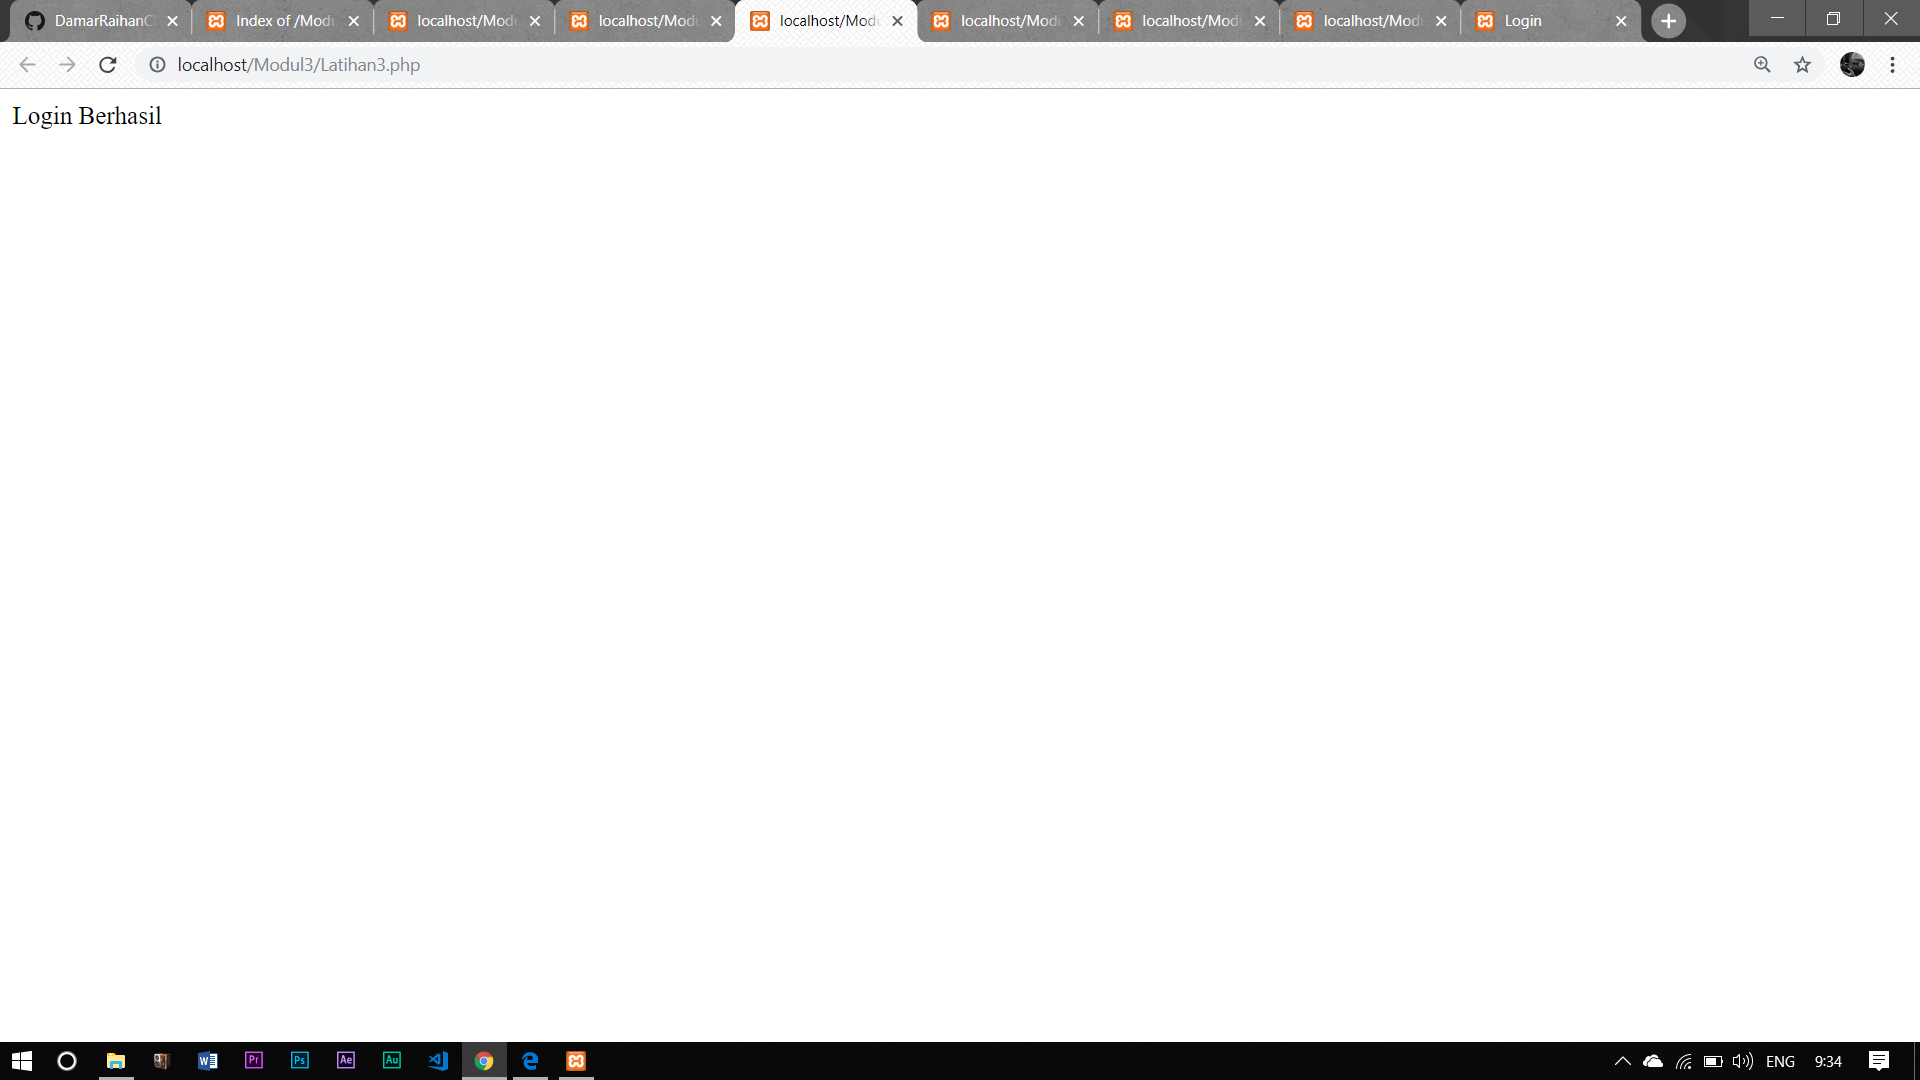 DamarRaihanC
Index of /Modu
localhost/Modu
localhost/Modu
localhost/Modu
localhost/Modu
localhost/Modu
localhost/Modu
Login
localhost/Modul3/Latihan3.php
Login Berhasil
W
Pr
Ps
Ae
Au
ENG
9:34